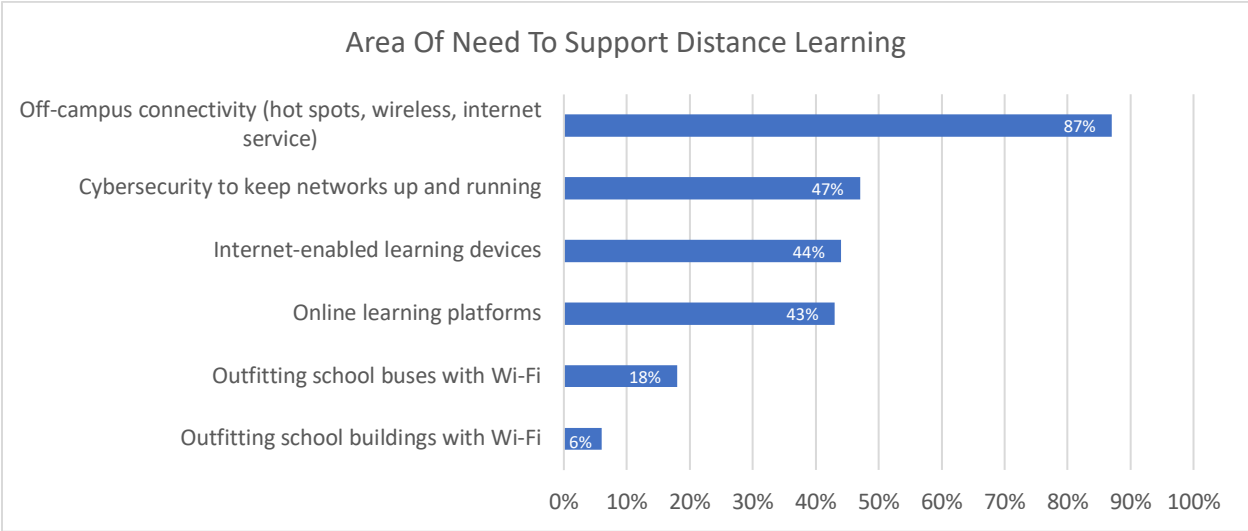 Area Of Need To Support Distance Learning
Off-campus connectivity (hot spots, wireless, internet
service)
87%
Cybersecurity to keep networks up and running
47%
Internet-enabled learning devices
44%
Online learning platforms
43%
Outfitting school buses with Wi-Fi
18%
Outfitting school buildings with Wi-Fi
6%
0% 10% 20% 30% 40% 50% 60% 70% 80% 90% 100%